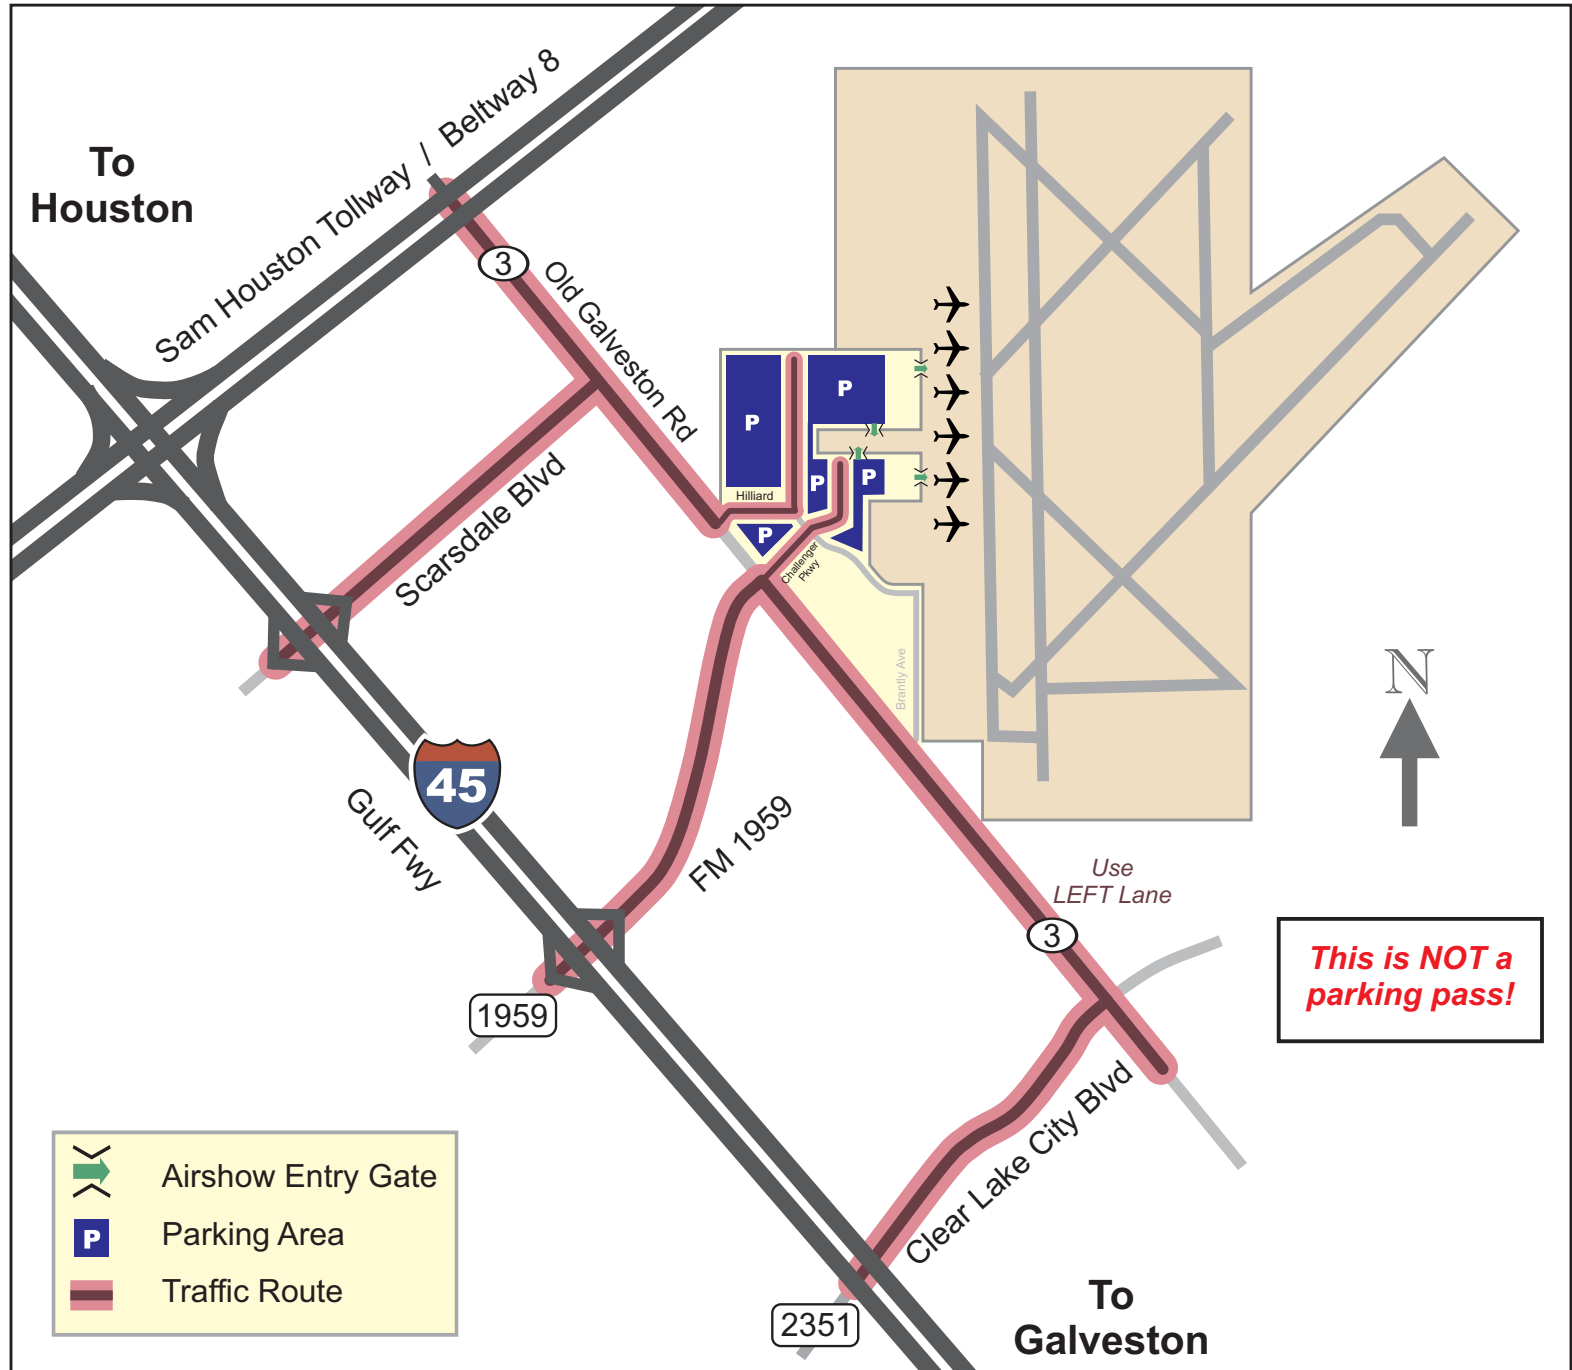 To
Houston
Sam Houston Tollway / Beltway 8
3
Old Galveston Rd
P
P
P
P
Hilliard
P
Challenger
Pkwy
Scarsdale Blvd
Brantly Ave
N
45
Gulf Fwy
FM 1959
Use
LEFT Lane
3
This is NOT a
parking pass!
1959
Clear Lake City Blvd
Airshow Entry Gate
P Parking Area
Traffic Route
2351
To
Galveston